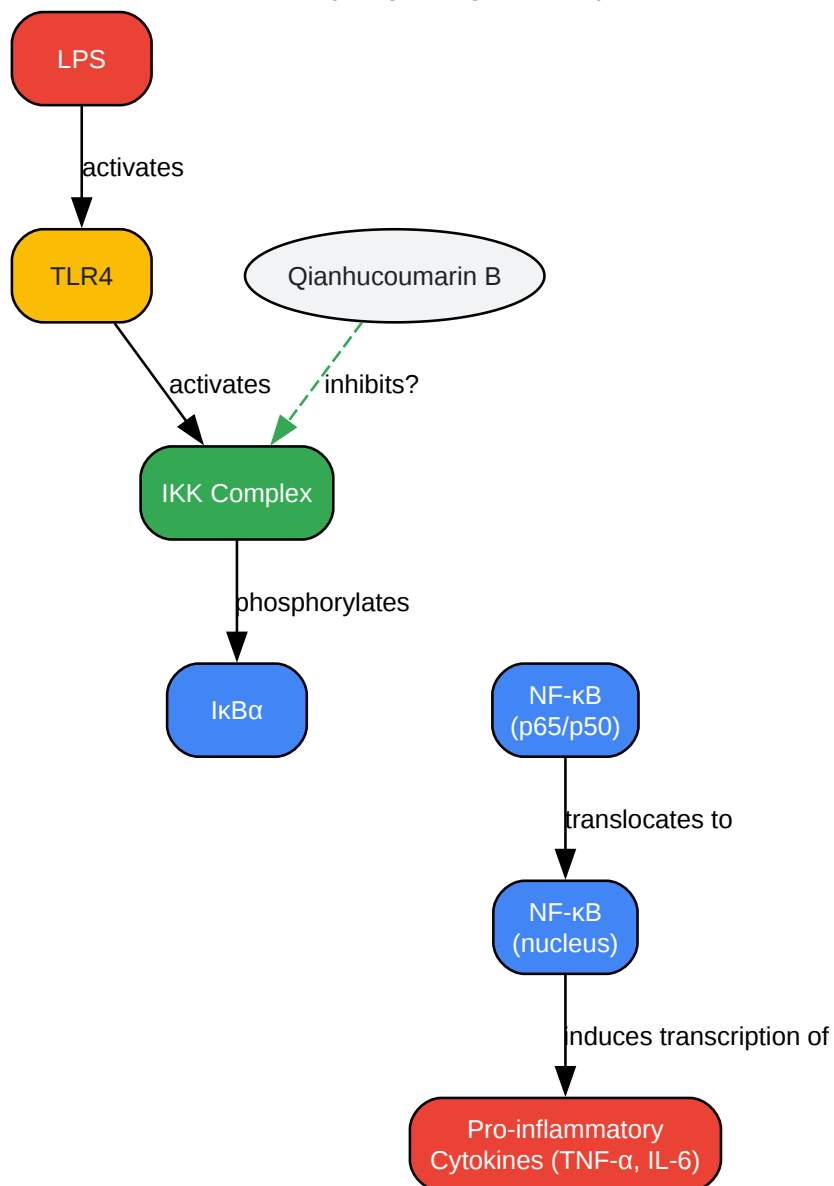 LPS
activates
TLR4
Qianhucoumarin B
activates
inhibits?
IKK Complex
phosphorylates
IκBα
NF-κB
(p65/p50)
translocates to
NF-κB
(nucleus)
induces transcription of
Pro-inflammatory
Cytokines (TNF-α, IL-6)